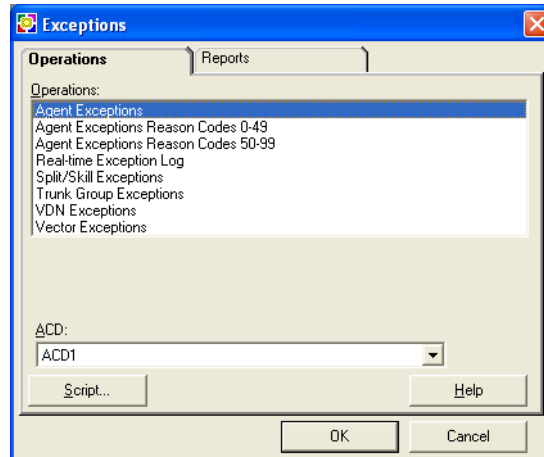 Exceptions
Operations
Reports
Operations:
Agent Exceptions
Agent Exceptions Reason Codes 0-49
Agent Exceptions Reason Codes 50-99
Real-time Exception Log
Split/Skill Exceptions
Trunk Group Exceptions
VDN Exceptions
Vector Exceptions
ACD:
ACD1
Script...
Help
OK
Cancel